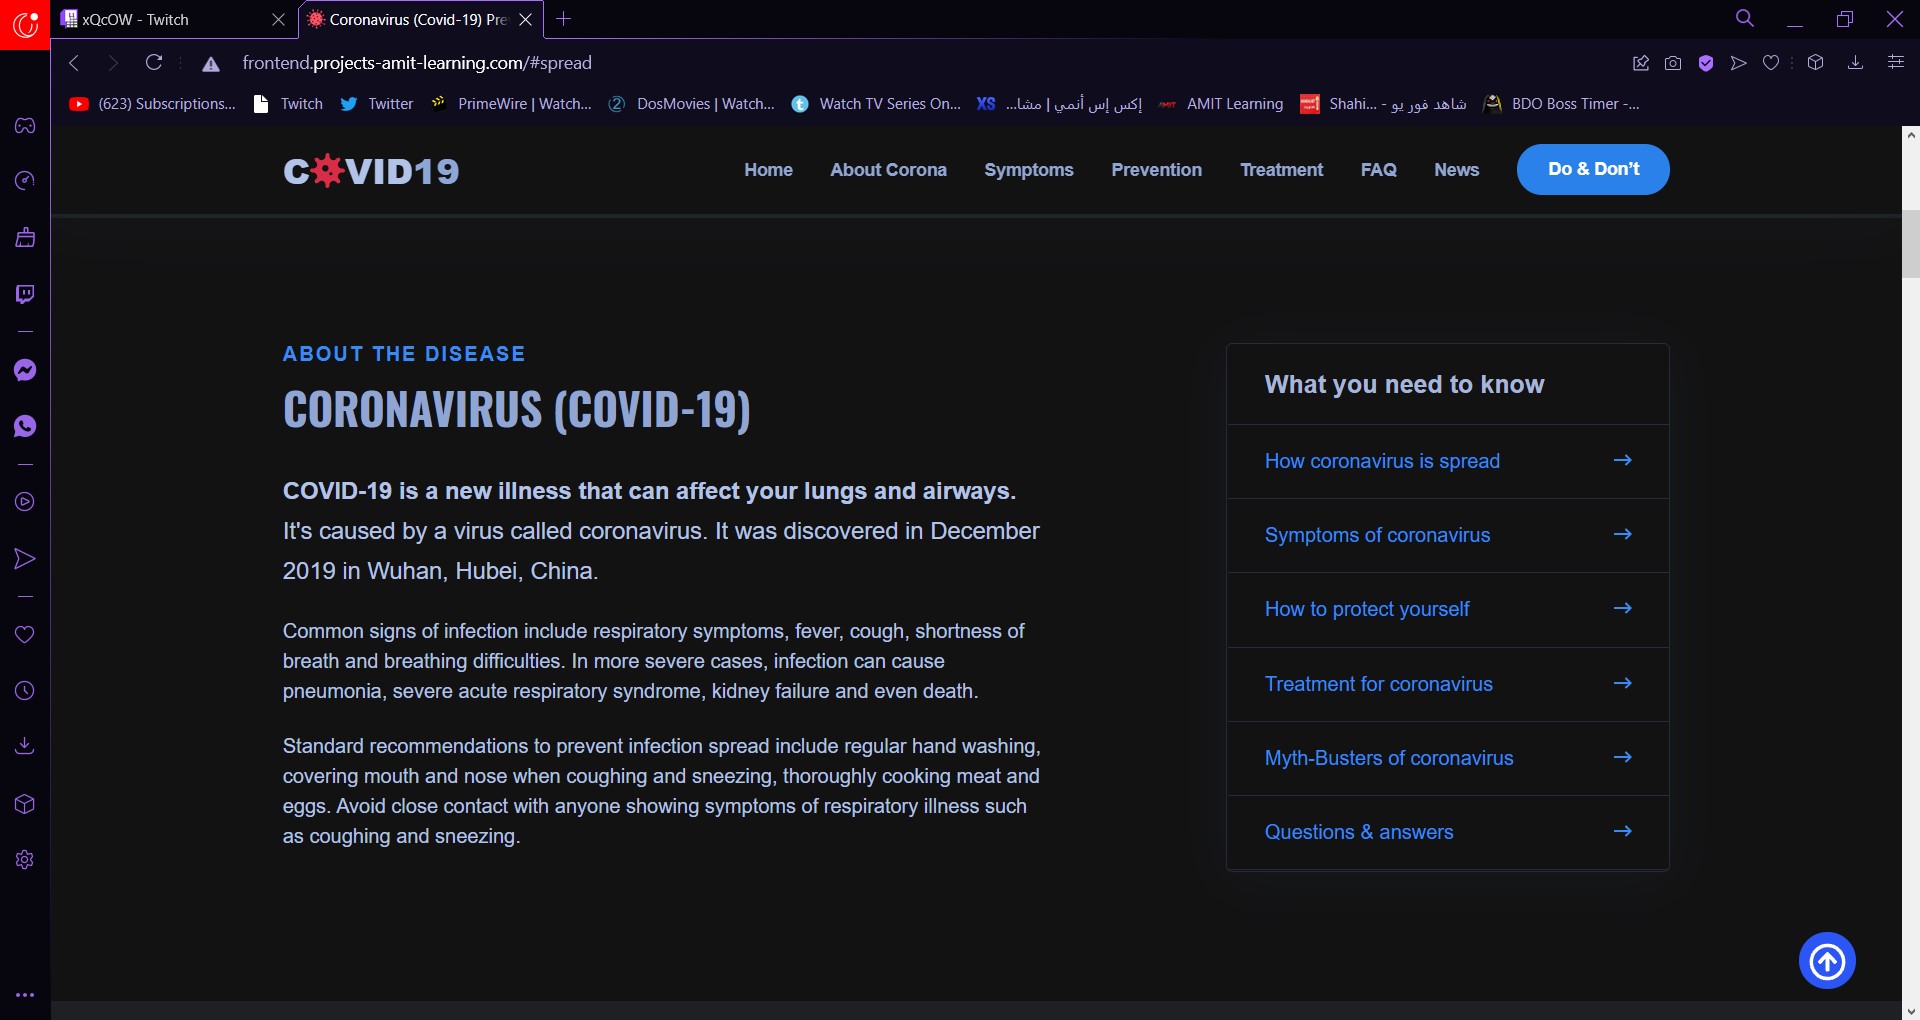 xQcOW - Twitch
Coronavirus (Covid-19) Pre
frontend.projects-amit-learning.com/#spread
(623) Subscriptions...
Twitch
Twitter
PrimeWire | Watch...
DosMovies | Watch...
Watch TV Series On...
XS إكس إس أنمي | مشا...
AMIT Learning
شاهد فور يو - ...Shahi
BDO Boss Timer -...
COVID19
Home
About Corona
Symptoms
Prevention
Treatment
FAQ
News
Do & Don't
ABOUT THE DISEASE
CORONAVIRUS (COVID-19)
COVID-19 is a new illness that can affect your lungs and airways.
It's caused by a virus called coronavirus. It was discovered in December
2019 in Wuhan, Hubei, China.
Common signs of infection include respiratory symptoms, fever, cough, shortness of
breath and breathing difficulties. In more severe cases, infection can cause
pneumonia, severe acute respiratory syndrome, kidney failure and even death.
Standard recommendations to prevent infection spread include regular hand washing,
covering mouth and nose when coughing and sneezing, thoroughly cooking meat and
eggs. Avoid close contact with anyone showing symptoms of respiratory illness such
as coughing and sneezing.
What you need to know
How coronavirus is spread
Symptoms of coronavirus
How to protect yourself
Treatment for coronavirus
Myth-Busters of coronavirus
Questions & answers